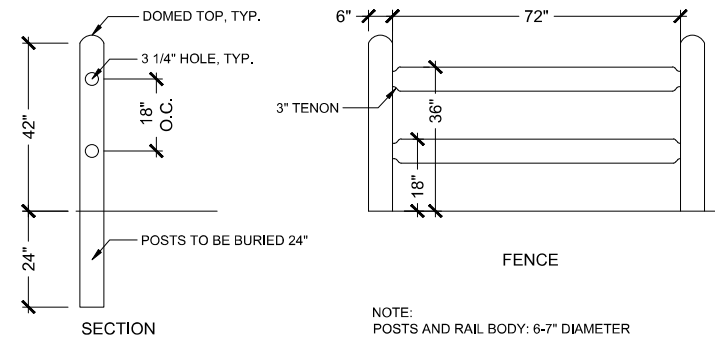 DOMED TOP, TYP.
3 1/4" HOLE, TYP.
18"
O.C.
42"
24"
POSTS TO BE BURIED 24"
SECTION
6"
72"
3" TENON
36"
18"
FENCE
NOTE:
POSTS AND RAIL BODY: 6-7" DIAMETER